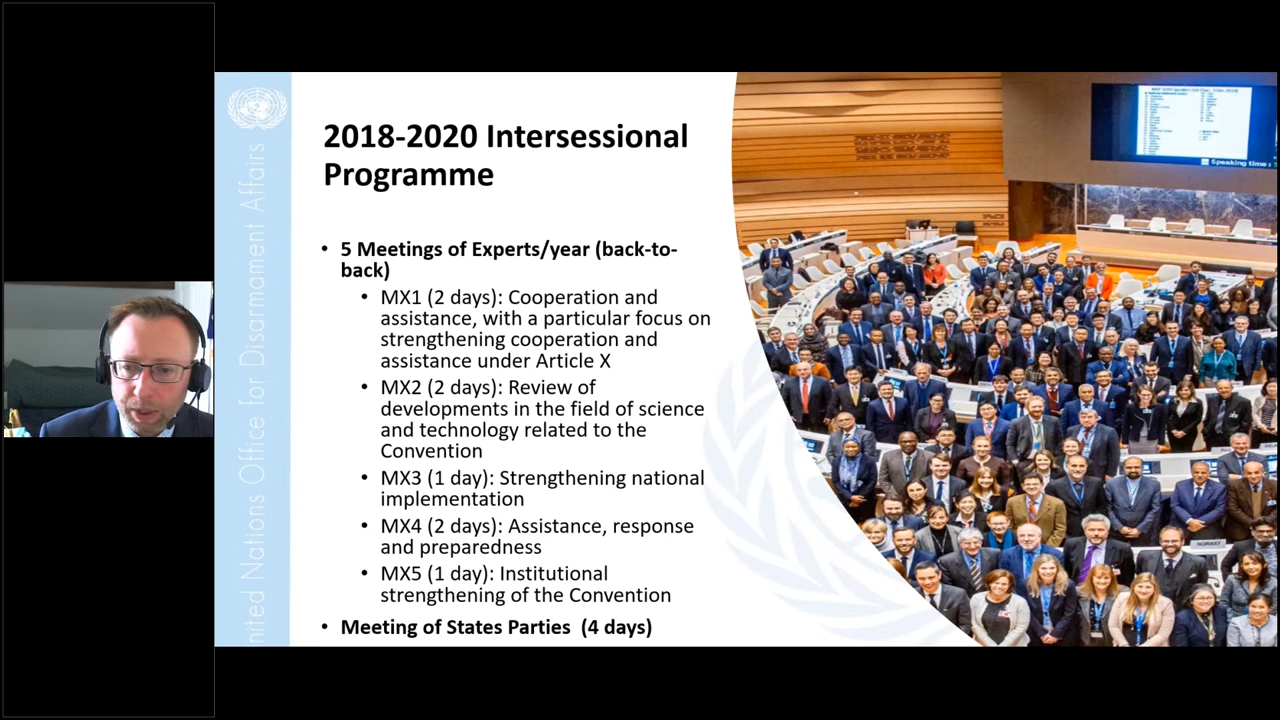 2018-2020 Intersessional
Programme
• 5 Meetings of Experts/year (back-to-
back)
• MX1 (2 days): Cooperation and
assistance, with a particular focus on
strengthening cooperation and
assistance under Article X
• MX2 (2 days): Review of
developments in the field of science
and technology related to the
Convention
• MX3 (1 day): Strengthening national
implementation
• MX4 (2 days): Assistance, response
and preparedness
• MX5 (1 day): Institutional
strengthening of the Convention
• Meeting of States Parties (4 days)
nited Nations Office for Disarmament Affairs
Speaking time :
NORWAY